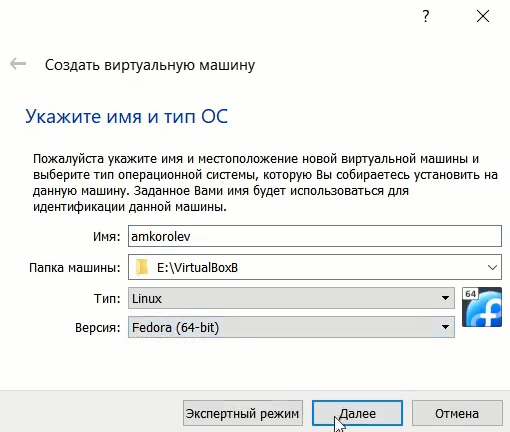 ?
Создать виртуальную машину
Укажите имя и тип ОС
Пожалуйста укажите имя и местоположение новой виртуальной машины и
выберите тип операционной системы, которую Вы собираетесь установить на
данную машину. Заданное Вами имя будет использоваться для
идентификации данной машины.
Имя: amkorolev
Папка машины: E:\VirtualBoxB
Тип: Linux 64
Версия: Fedora (64-bit)
Экспертный режим Далее Отмена